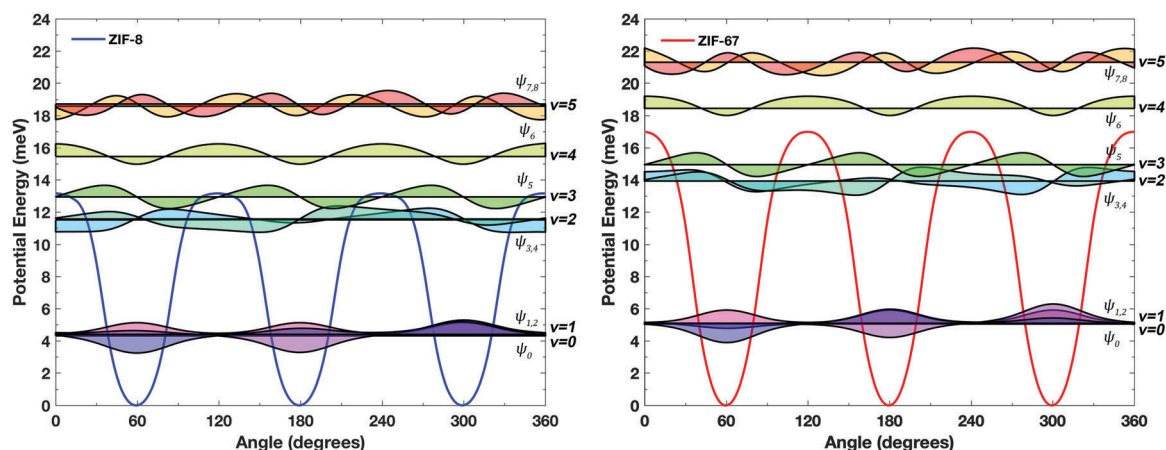 ZIF-8
Potential Energy (meV)
24
22
20
18
16
14
12
10
8
6
4
2
0
ψ7,8
v=5
ψ6
v=4
ψ5
v=3
v=2
ψ3,4
ψ1,2
v=1
v=0
ψ0
0 60 120 180 240 300 360
Angle (degrees)
ZIF-67
Potential Energy (meV)
24
22
20
18
16
14
12
10
8
6
4
2
0
v=5
ψ7,8
v=4
ψ6
ψ5
v=3
v=2
ψ3,4
ψ1,2
v=1
v=0
ψ0
0 60 120 180 240 300 360
Angle (degrees)